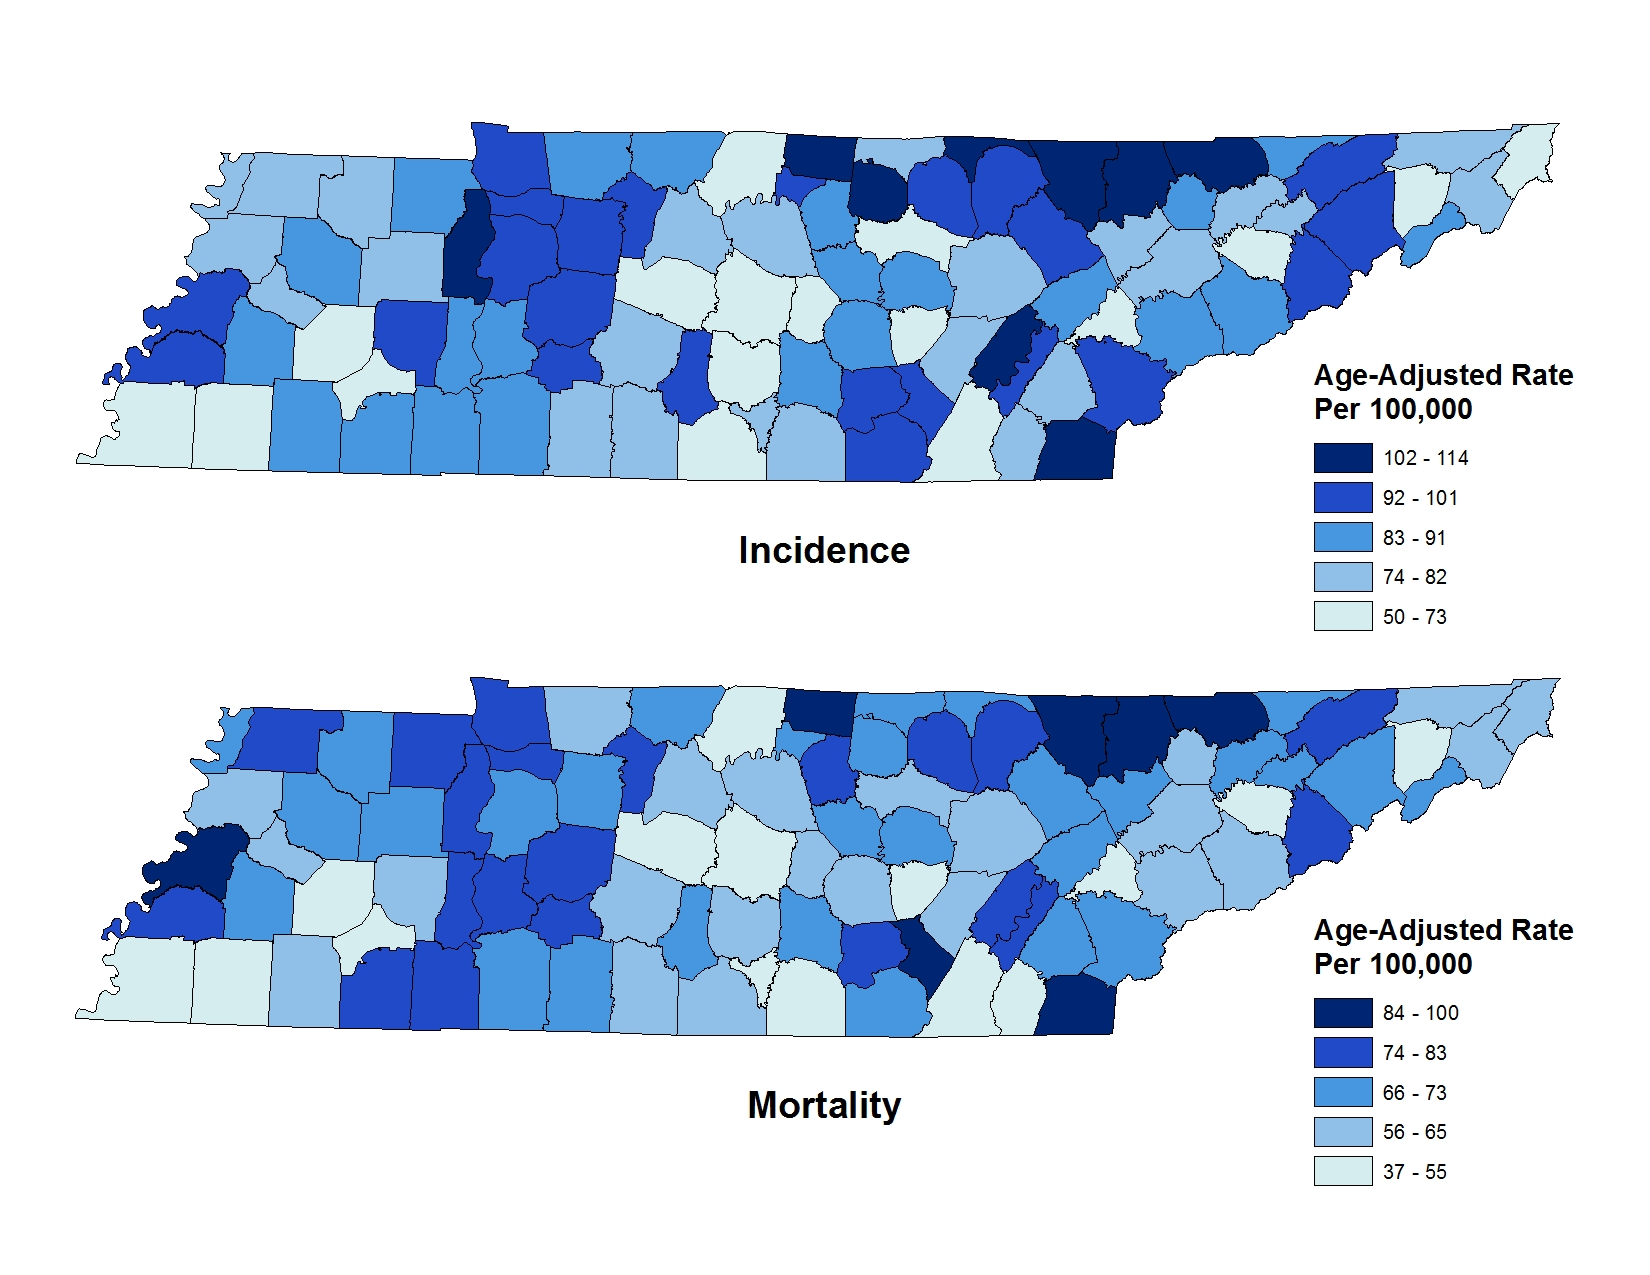 Age-Adjusted Rate
Per 100,000
102 - 114
92 - 101
83 - 91
74 - 82
50 - 73
Incidence
Age-Adjusted Rate
Per 100,000
84 - 100
74 - 83
66 - 73
56 - 65
37 - 55
Mortality